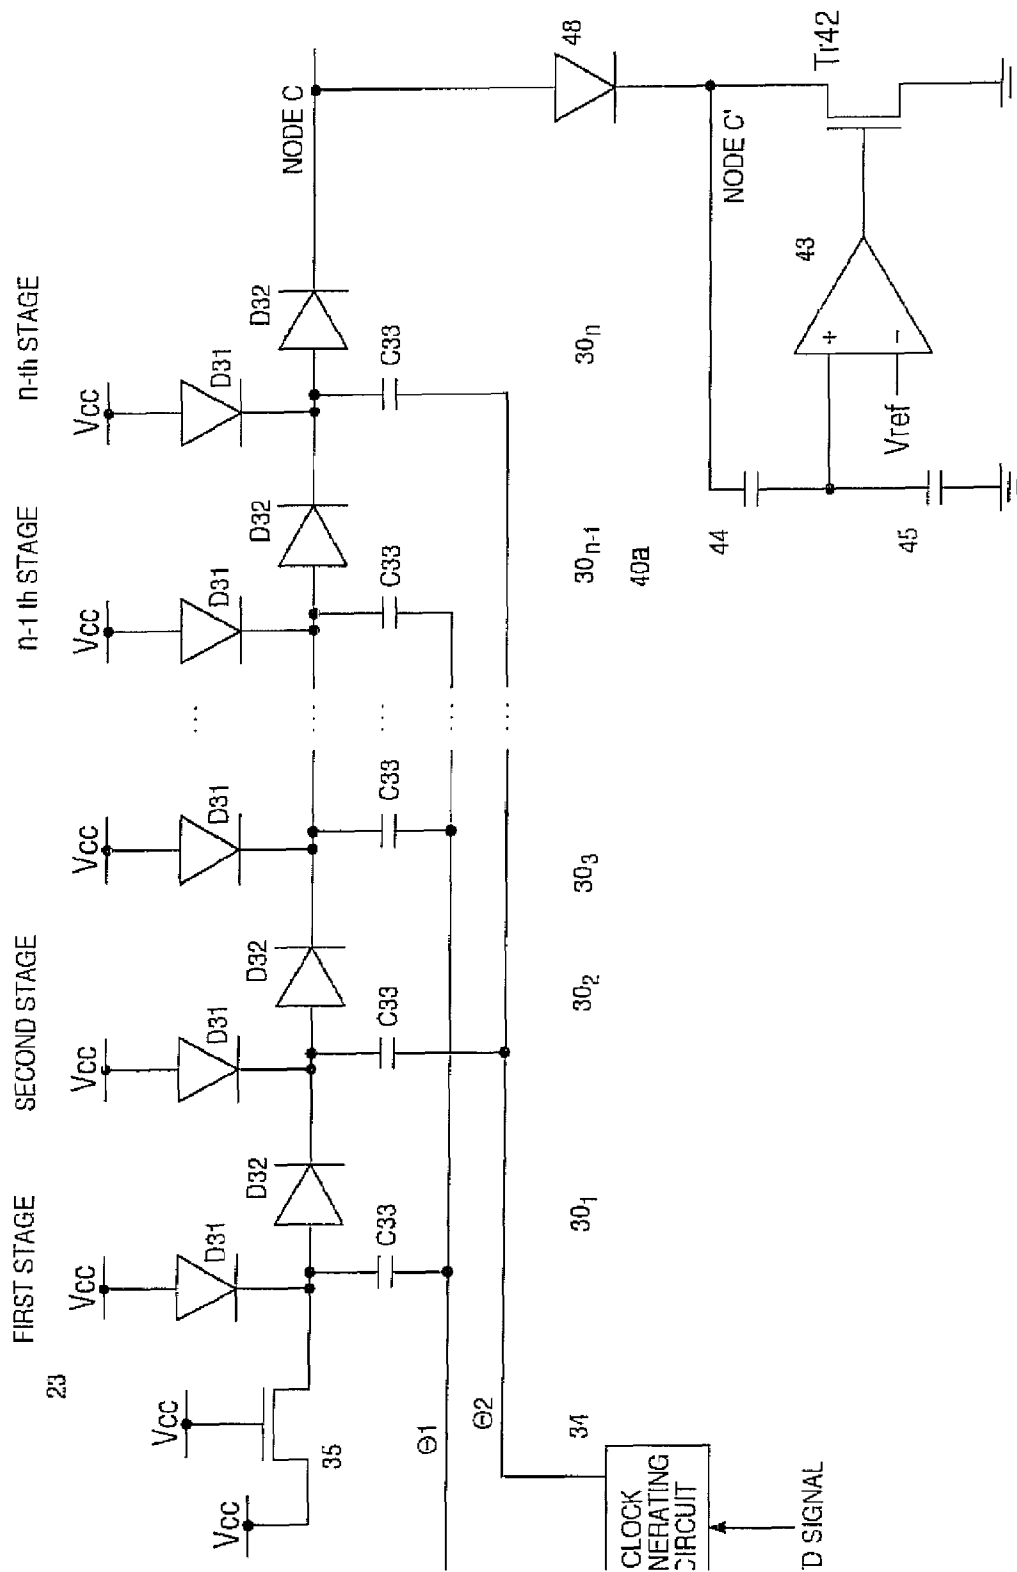 FIRST STAGE
SECOND STAGE
n-1 th STAGE
n-th STAGE
23
Vcc
Vcc
Vcc
Vcc
Vcc
Vcc
Vcc
35
D31
D31
D31
D31
D31
...
D32
D32
D32
D32
NODE C
....
C33
C33
C33
C33
C33
....
Θ1
....
Θ2
....
34
30₁
30₂
30₃
30n-1
30n
40a
48
CLOCK
NERATING
CIRCUIT
TD SIGNAL
44
45
NODE C'
43
+
−
Vref
Tr42